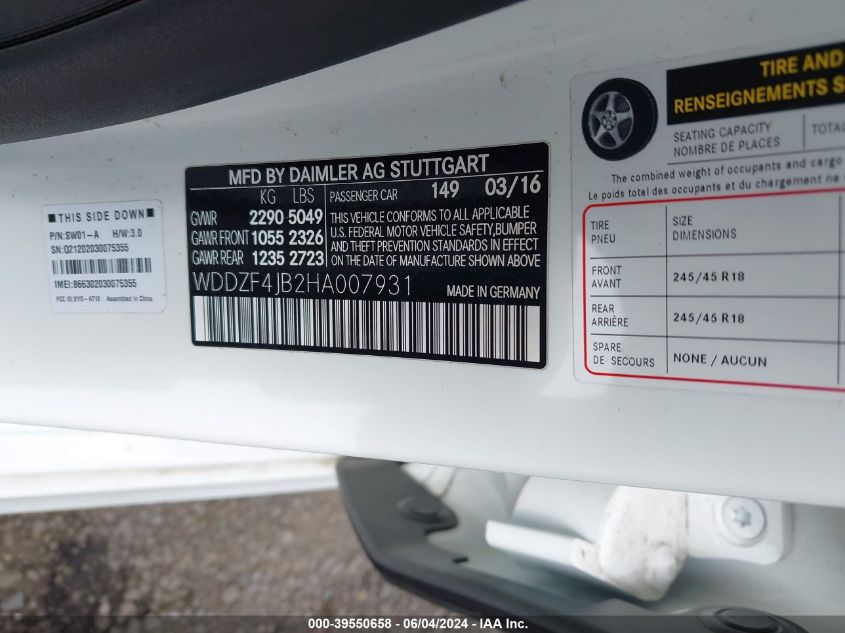 THIS SIDE DOWN
P/N: SW01-A H/W:3.0
SN: Q21202030075355
IMEI: 866302030075355
Assembled in China
MFD BY DAIMLER AG STUTTGART
KG LBS
GVWR 2290 5049
GAWR FRONT 1055 2326
GAWR REAR 1235 2723
PASSENGER CAR 149 03/16
THIS VEHICLE CONFORMS TO ALL APPLICABLE
U.S. FEDERAL MOTOR VEHICLE SAFETY, BUMPER
AND THEFT PREVENTION STANDARDS IN EFFECT
ON THE DATE OF MANUFACTURE SHOWN ABOVE.
WDDZF4JB2HA007931 MADE IN GERMANY
TIRE AND
RENSEIGNEMENTS S
SEATING CAPACITY
NOMBRE DE PLACES
TOTAL
The combined weight of occupants and cargo
Le poids total des occupants et du chargement ne
TIRE
PNEU
SIZE
DIMENSIONS
FRONT
AVANT
245/45 R18
REAR
ARRIÈRE
245/45 R18
SPARE
DE SECOURS
NONE / AUCUN
000-39550658 - 06/04/2024 - IAA Inc.